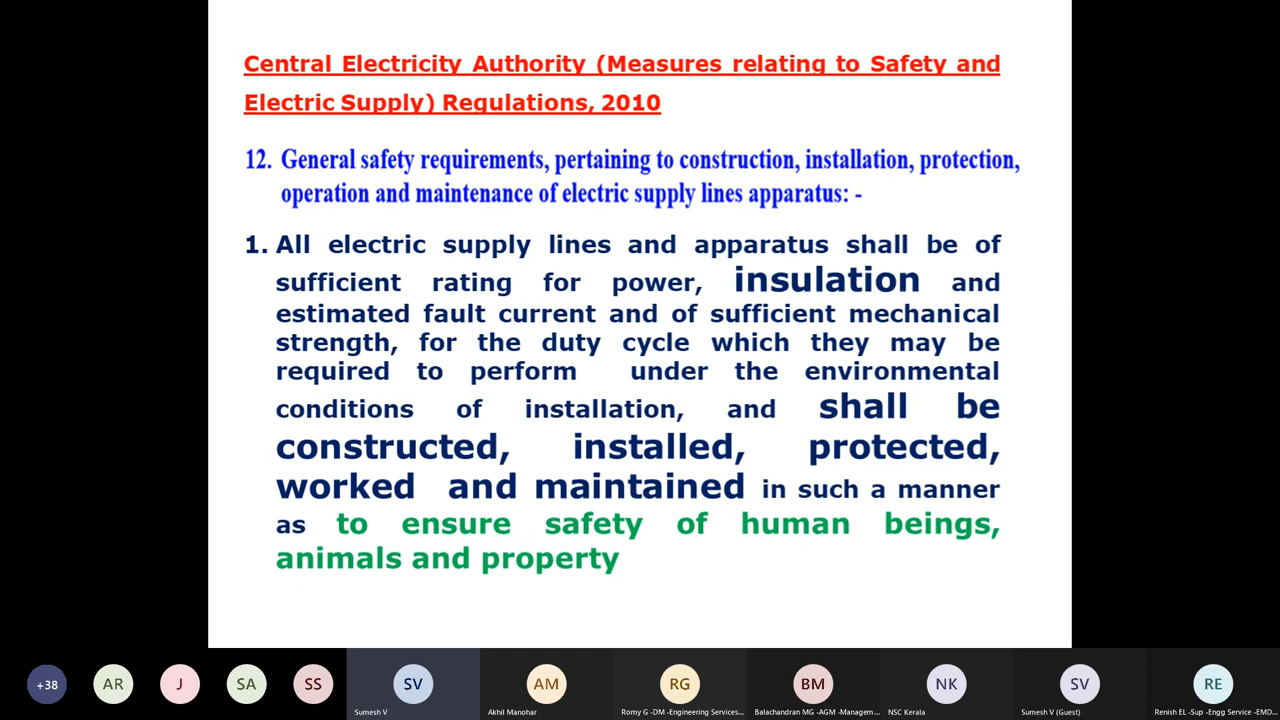 Central Electricity Authority (Measures relating to Safety and
Electric Supply) Regulations, 2010
12. General safety requirements, pertaining to construction, installation, protection,
operation and maintenance of electric supply lines apparatus: -
1. All electric supply lines and apparatus shall be of
sufficient rating for power, insulation and
estimated fault current and of sufficient mechanical
strength, for the duty cycle which they may be
required to perform under the environmental
conditions of installation, and shall be
constructed, installed, protected,
worked and maintained in such a manner
as to ensure safety of human beings,
animals and property
+38 AR J SA SS SV AM RG BM NK SV RE
Sumesh V Akhil Manohar Romy G -DM -Engineering Services... Balachandran MG -AGM -Managem... NSC Kerala Sumesh V (Guest) Renish EL -Sup -Engg Service -EMD...